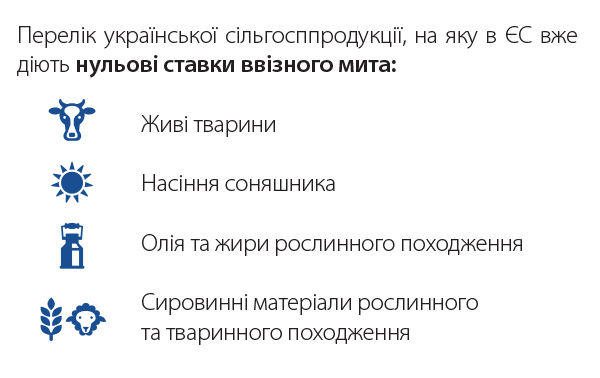 Перелік української сільгосппродукції, на яку в ЄС вже
діють нульові ставки ввізного мита:
Живі тварини
Насіння соняшника
Олія та жири рослинного походження
Сировинні матеріали рослинного
та тваринного походження